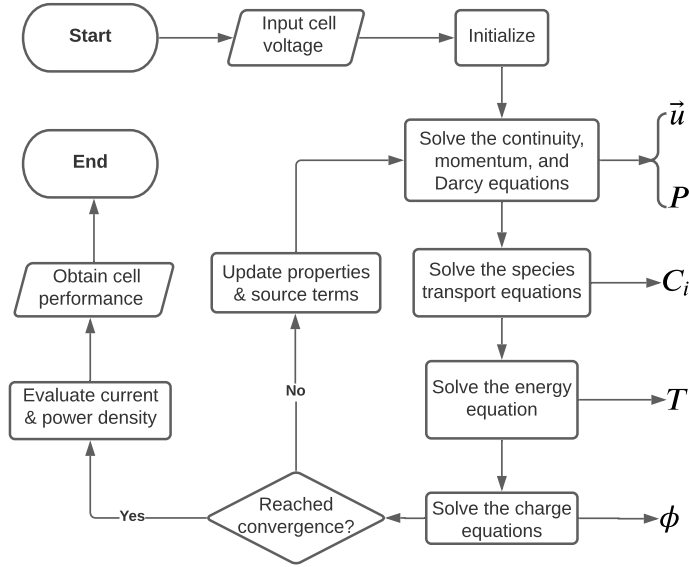 Start
Input cell
voltage
Initialize
Solve the continuity,
momentum, and
Darcy equations
$\vec{u}$
P
End
Update properties
& source terms
Solve the species
transport equations
$C_i$
Obtain cell
performance
No
Solve the energy
equation
T
Evaluate current
& power density
Yes
Reached
convergence?
Solve the charge
equations
ϕ